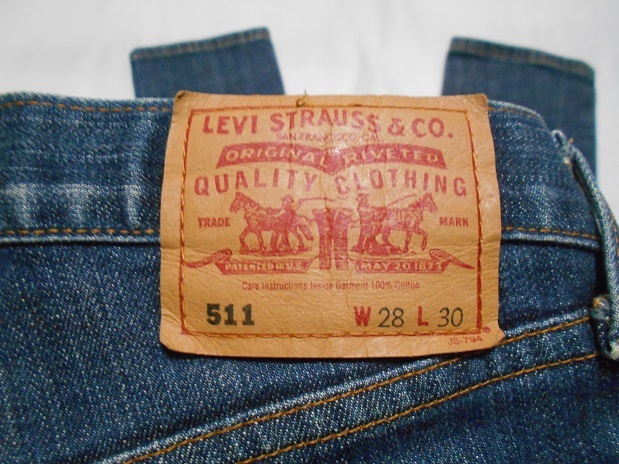 LEVI STRAUSS & CO.
SAN FRANCISCO, CAL.
ORIGINAL RIVETED
QUALITY CLOTHING
TRADE MARK
PATENTED IN U.S. MAY 20 1873
Care Instructions Inside Garment 100% Cotton
511 W 28 L 30
JS-794®